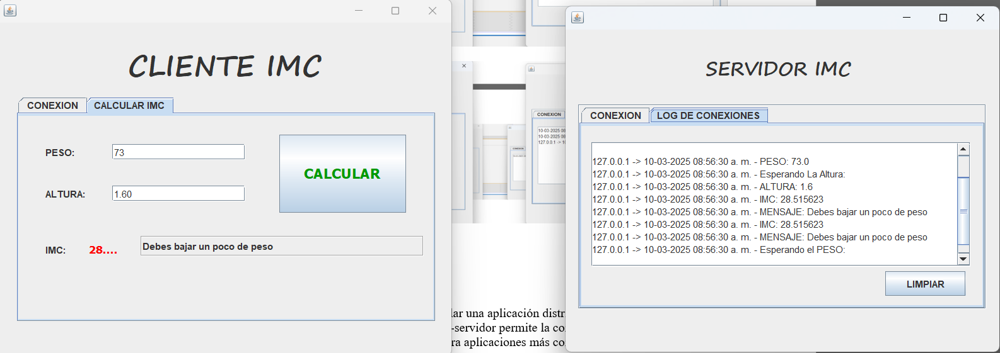 CLIENTE IMC
CONEXION
CALCULAR IMC
PESO:
73
CALCULAR
ALTURA:
1.60
IMC:
28....
Debes bajar un poco de peso
CONEXION
10-03-2025 08
10-03-2025 08
127.0.0.1 -> 10
lar una aplicación distr
-servidor permite la co
ra aplicaciones más co
SERVIDOR IMC
CONEXION
LOG DE CONEXIONES
127.0.0.1 -> 10-03-2025 08:56:30 a. m. - PESO: 73.0
127.0.0.1 -> 10-03-2025 08:56:30 a. m. - Esperando La Altura:
127.0.0.1 -> 10-03-2025 08:56:30 a. m. - ALTURA: 1.6
127.0.0.1 -> 10-03-2025 08:56:30 a. m. - IMC: 28.515623
127.0.0.1 -> 10-03-2025 08:56:30 a. m. - MENSAJE: Debes bajar un poco de peso
127.0.0.1 -> 10-03-2025 08:56:30 a. m. - IMC: 28.515623
127.0.0.1 -> 10-03-2025 08:56:30 a. m. - MENSAJE: Debes bajar un poco de peso
127.0.0.1 -> 10-03-2025 08:56:30 a. m. - Esperando el PESO:
LIMPIAR